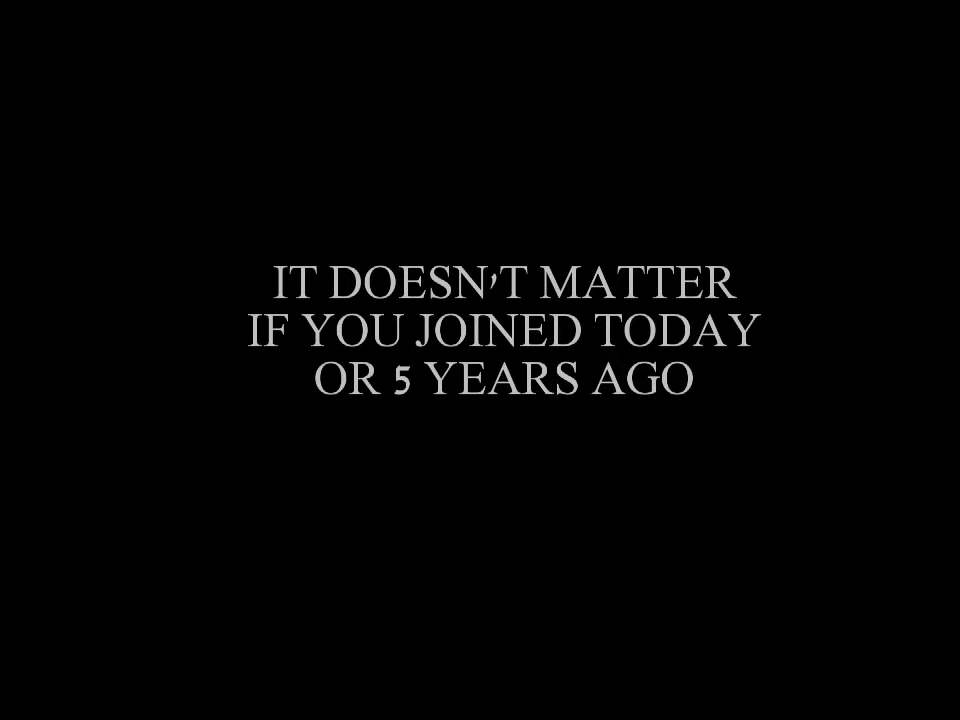 IT DOESN'T MATTER
IF YOU JOINED TODAY
OR 5 YEARS AGO